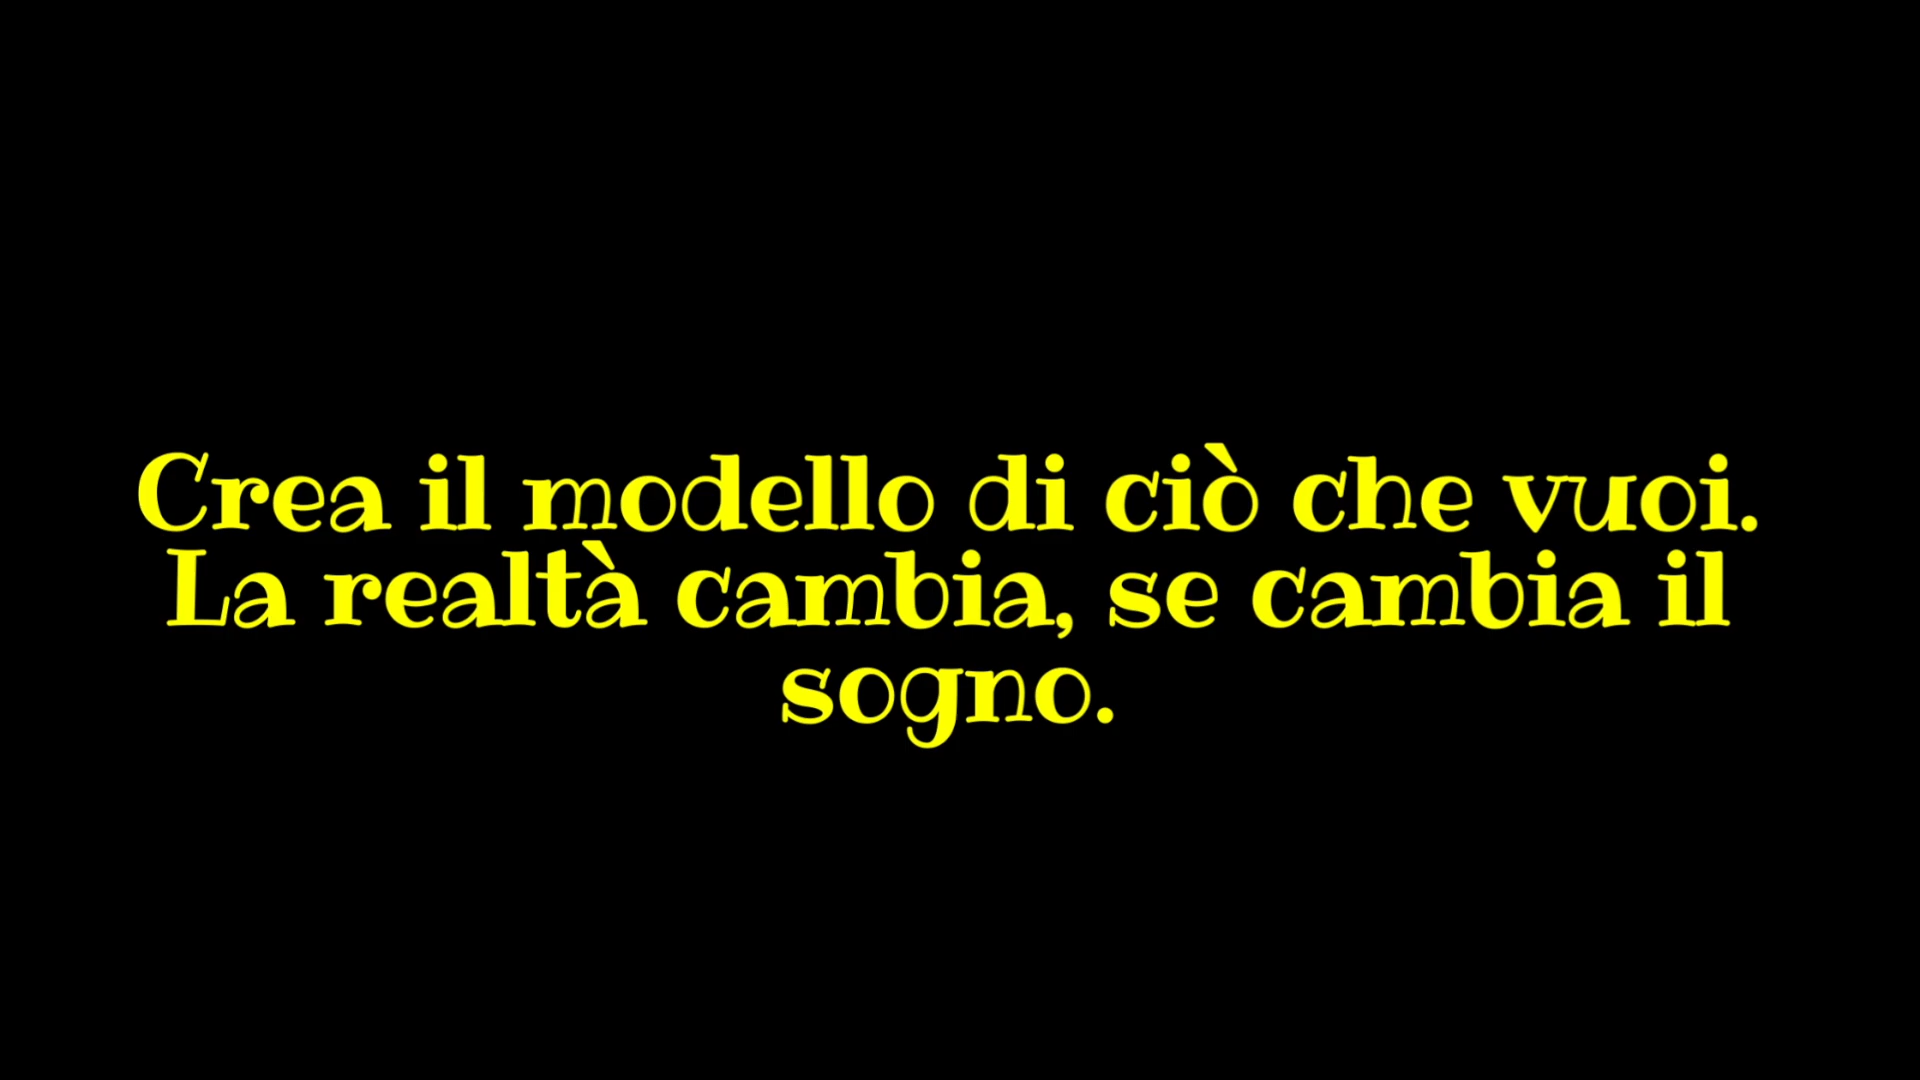 Crea il modello di ciò che vuoi.
La realtà cambia, se cambia il
sogno.